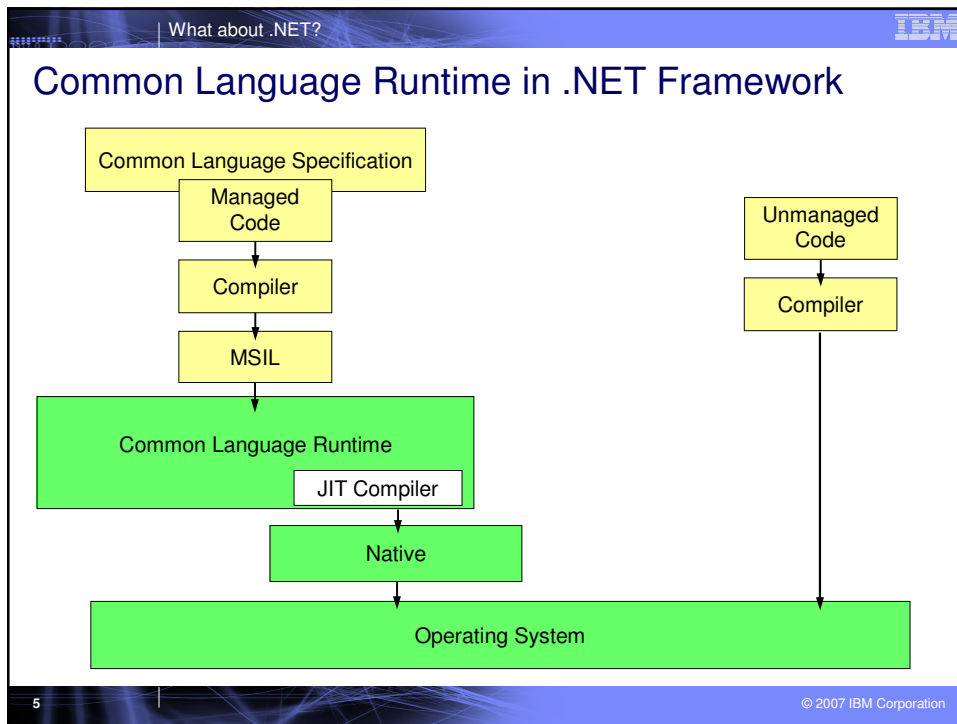 What about .NET?
IBM
Common Language Runtime in .NET Framework
Common Language Specification
Managed
Code
Compiler
MSIL
Common Language Runtime
JIT Compiler
Native
Operating System
Unmanaged
Code
Compiler
5
© 2007 IBM Corporation